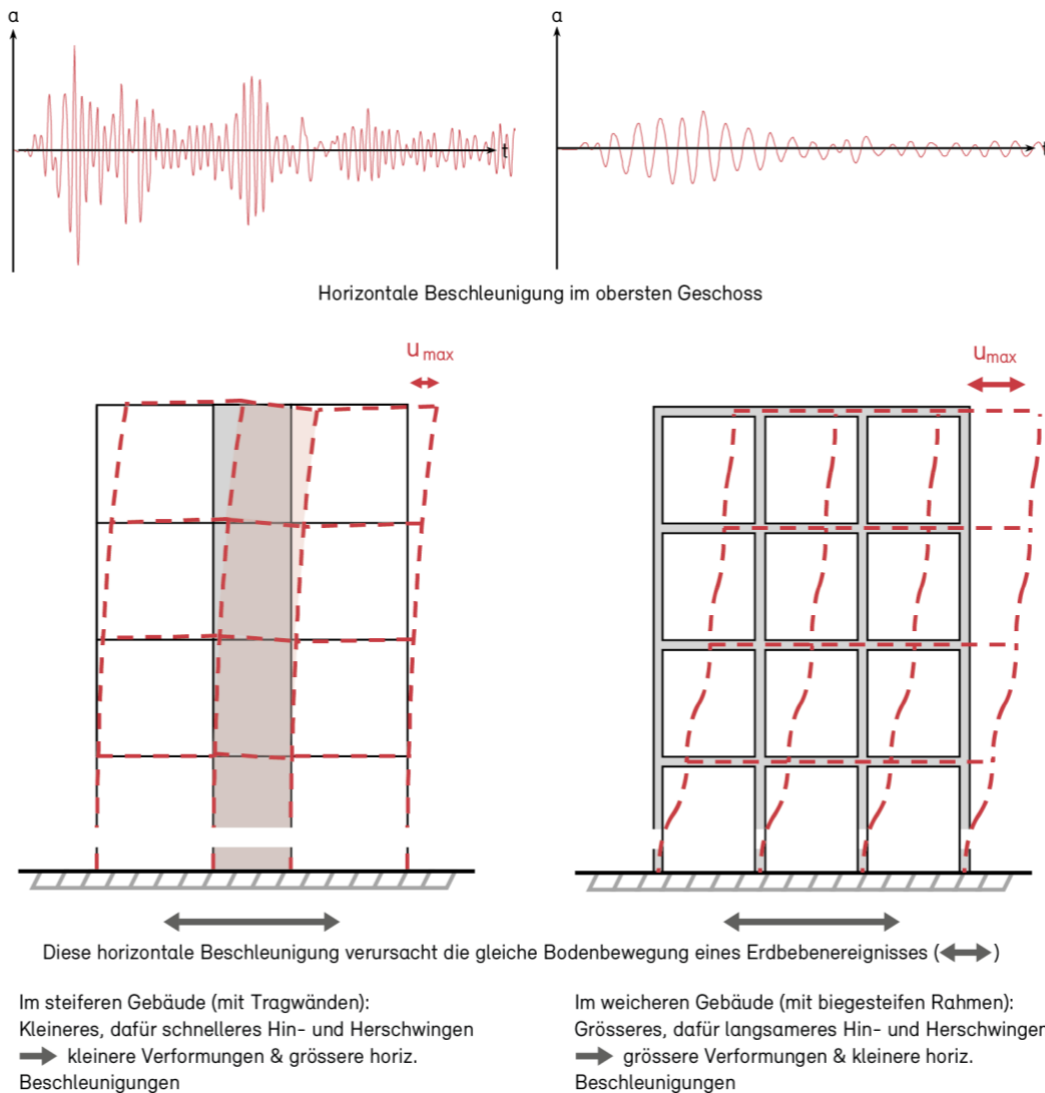 a
a
t
t
Horizontale Beschleunigung im obersten Geschoss
u max
umax
Diese horizontale Beschleunigung verursacht die gleiche Bodenbewegung eines Erdbebenereignisses ( )
Im steiferen Gebäude (mit Tragwänden):
Kleineres, dafür schnelleres Hin- und Herschwingen
kleinere Verformungen & grössere horiz.
Beschleunigungen
Im weicheren Gebäude (mit biegesteifen Rahmen):
Grösseres, dafür langsameres Hin- und Herschwingen
grössere Verformungen & kleinere horiz.
Beschleunigungen